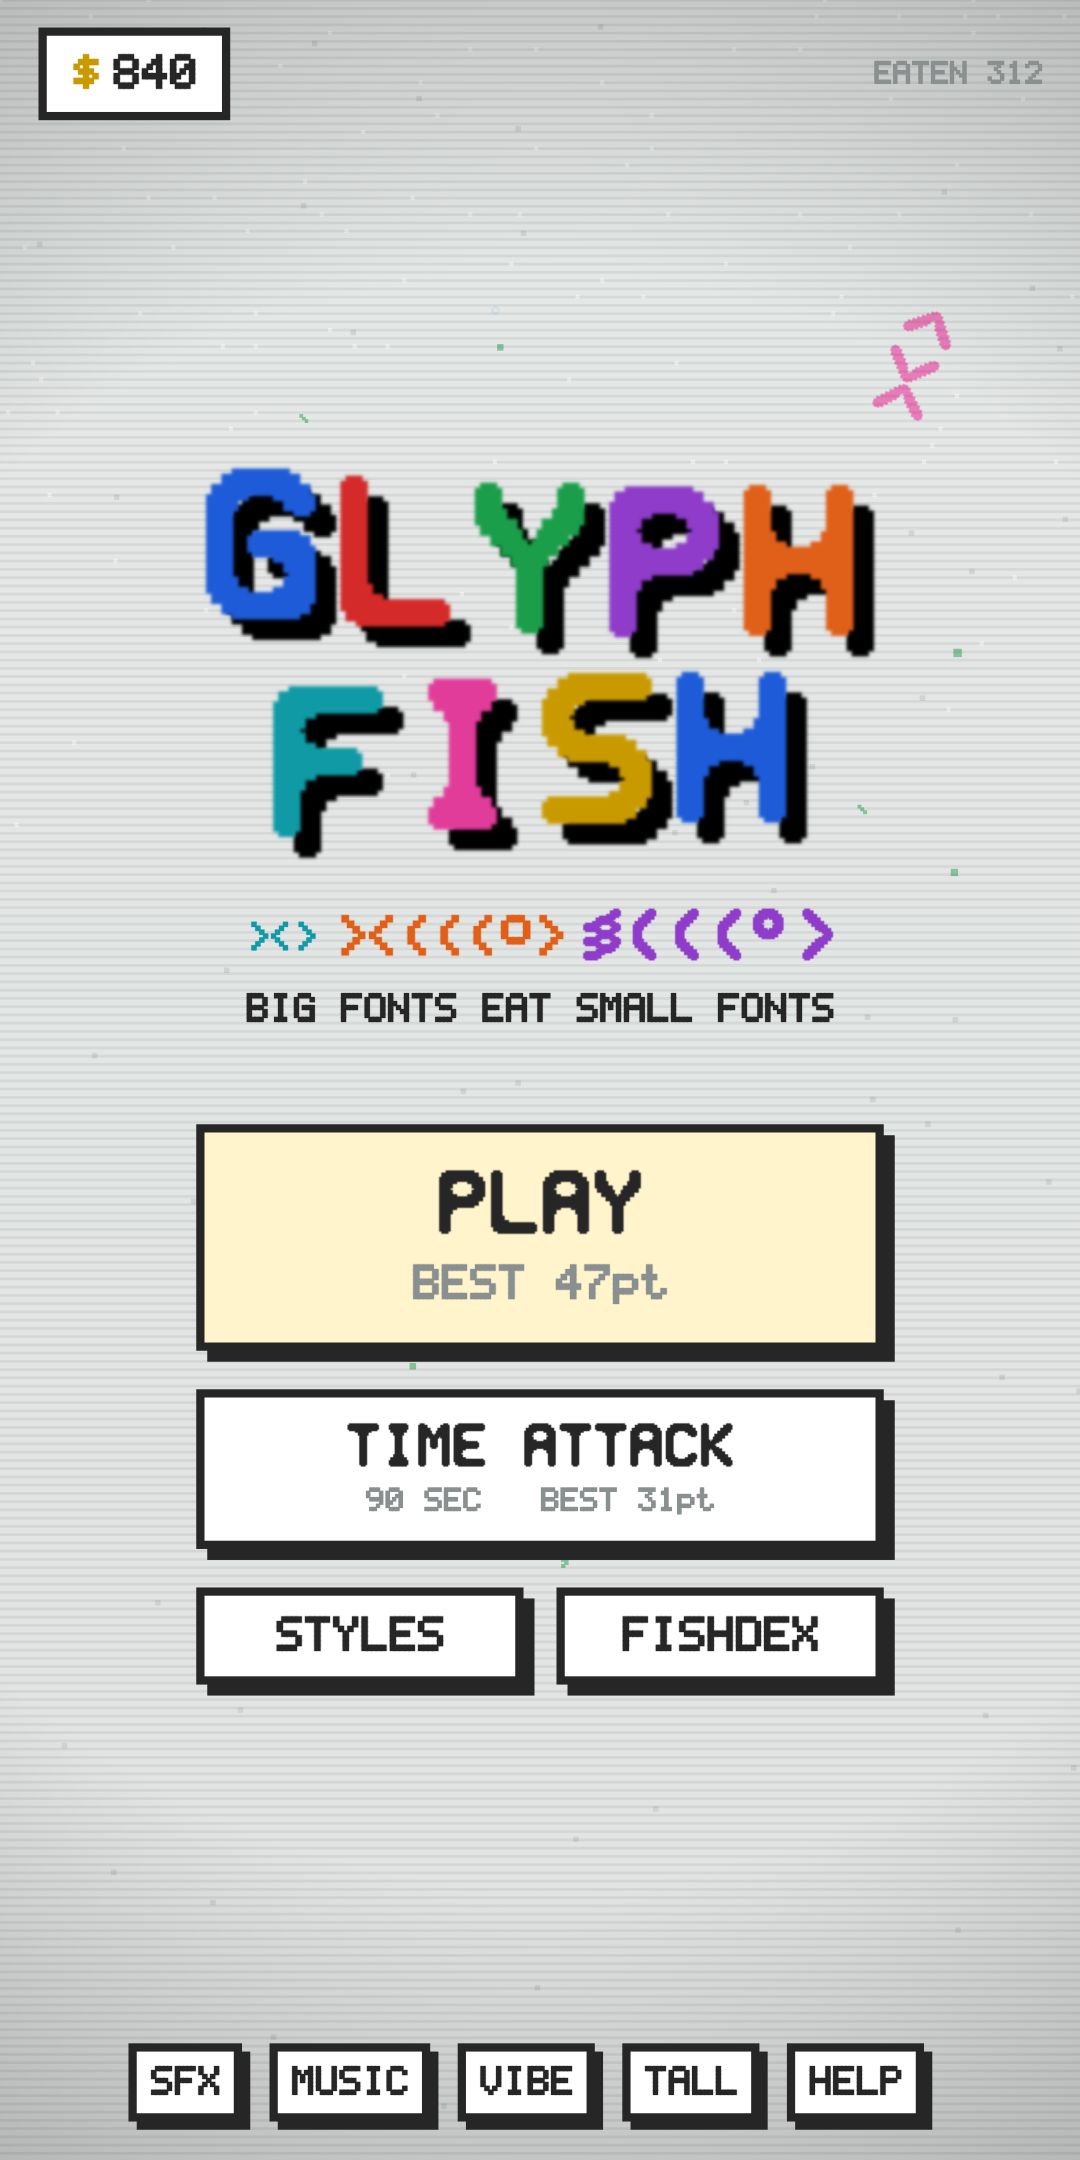 $ 840
EATEN 312
GLYPH
FISH
><> ><(((o> ≸(((° >
BIG FONTS EAT SMALL FONTS
PLAY
BEST 47pt
TIME ATTACK
90 SEC BEST 31pt
STYLES
FISHDEX
SFX
MUSIC
VIBE
TALL
HELP